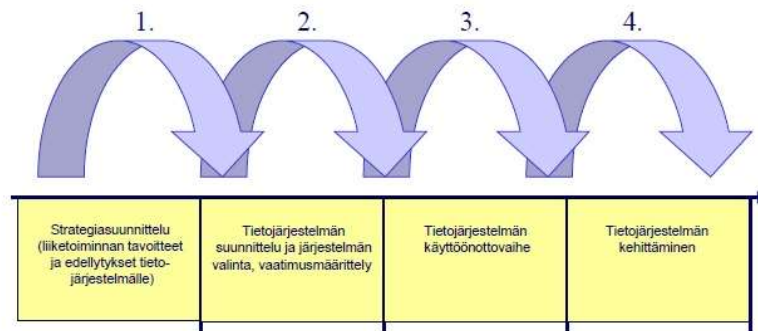 1.
2.
3.
4.
Strategiasuunnittelu
(liiketoiminnan tavoitteet
ja edellytykset tieto-
järjestelmälle)
Tietojärjestelmän
suunnittelu ja järjestelmän
valinta, vaatimusmäärittely
Tietojärjestelmän
käyttöönottovaihe
Tietojärjestelmän
kehittäminen